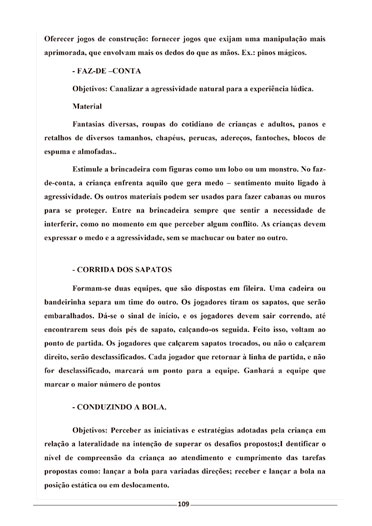 Oferecer jogos de construção: fornecer jogos que exijam uma manipulação mais
aprimorada, que envolvam mais os dedos do que as mãos. Ex.: pinos mágicos.
- FAZ-DE –CONTA
Objetivos: Canalizar a agressividade natural para a experiência lúdica.
Material
Fantasias diversas, roupas do cotidiano de crianças e adultos, panos e
retalhos de diversos tamanhos, chapéus, perucas, adereços, fantoches, blocos de
espuma e almofadas..
Estimule a brincadeira com figuras como um lobo ou um monstro. No faz-
de-conta, a criança enfrenta aquilo que gera medo – sentimento muito ligado à
agressividade. Os outros materiais podem ser usados para fazer cabanas ou muros
para se proteger. Entre na brincadeira sempre que sentir a necessidade de
interferir, como no momento em que perceber algum conflito. As crianças devem
expressar o medo e a agressividade, sem se machucar ou bater no outro.
- CORRIDA DOS SAPATOS
Formam-se duas equipes, que são dispostas em fileira. Uma cadeira ou
bandeirinha separa um time do outro. Os jogadores tiram os sapatos, que serão
embaralhados. Dá-se o sinal de início, e os jogadores devem sair correndo, até
encontrarem seus dois pés de sapato, calçando-os seguida. Feito isso, voltam ao
ponto de partida. Os jogadores que calçarem sapatos trocados, ou não o calçarem
direito, serão desclassificados. Cada jogador que retornar à linha de partida, e não
for desclassificado, marcará um ponto para a equipe. Ganhará a equipe que
marcar o maior número de pontos
- CONDUZINDO A BOLA.
Objetivos: Perceber as iniciativas e estratégias adotadas pela criança em
relação a lateralidade na intenção de superar os desafios propostos;I dentificar o
nível de compreensão da criança ao atendimento e cumprimento das tarefas
propostas como: lançar a bola para variadas direções; receber e lançar a bola na
posição estática ou em deslocamento.
109